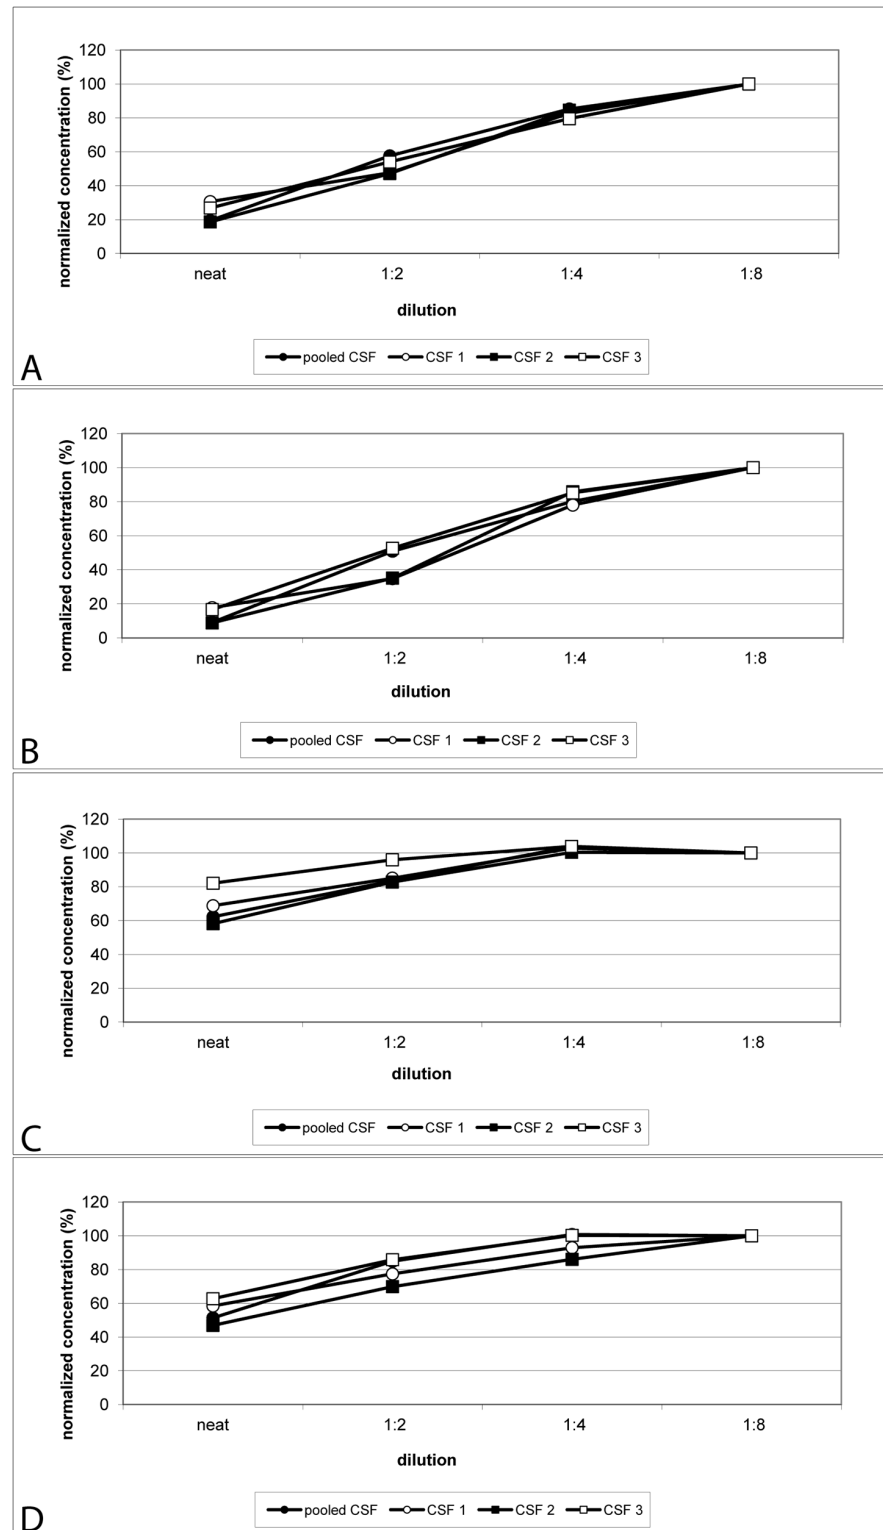 normalized concentration (%)
120
100
80
60
40
20
0
neat 1:2 1:4 1:8
dilution
pooled CSF CSF 1 CSF 2 CSF 3
A
normalized concentration (%)
120
100
80
60
40
20
0
neat 1:2 1:4 1:8
dilution
pooled CSF CSF 1 CSF 2 CSF 3
B
normalized concentration (%)
120
100
80
60
40
20
0
neat 1:2 1:4 1:8
dilution
pooled CSF CSF 1 CSF 2 CSF 3
C
normalized concentration (%)
120
100
80
60
40
20
0
neat 1:2 1:4 1:8
dilution
pooled CSF CSF 1 CSF 2 CSF 3
D